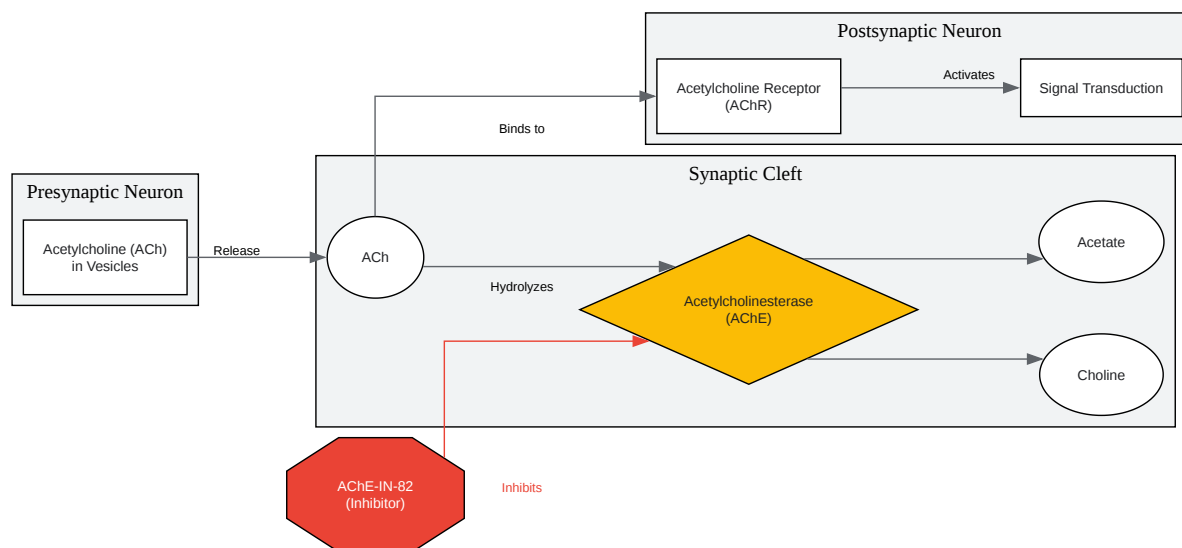 Postsynaptic Neuron
Acetylcholine Receptor
(AChR)
Activates
Signal Transduction
Binds to
Synaptic Cleft
Presynaptic Neuron
Acetylcholine (ACh)
in Vesicles
Release
ACh
Hydrolyzes
Acetylcholinesterase
(AChE)
Acetate
Choline
AChE-IN-82
(Inhibitor)
Inhibits